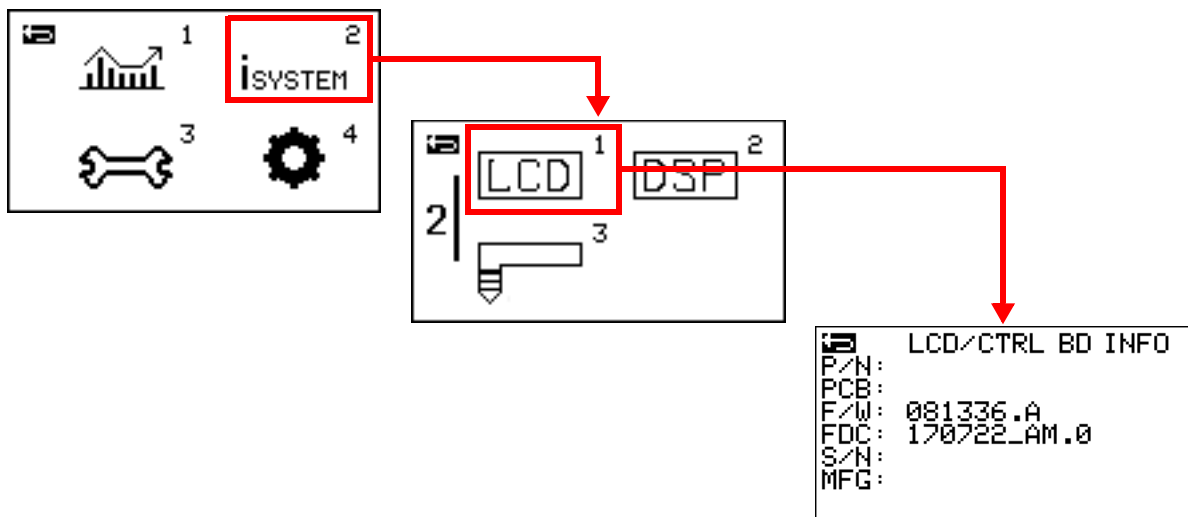 1
2
iSYSTEM
3
4
1
2
LCD
DSP
2
3
LCD/CTRL BD INFO
P/N:
PCB:
F/W: 081336.A
FDC: 170722_AM.0
S/N:
MFG: